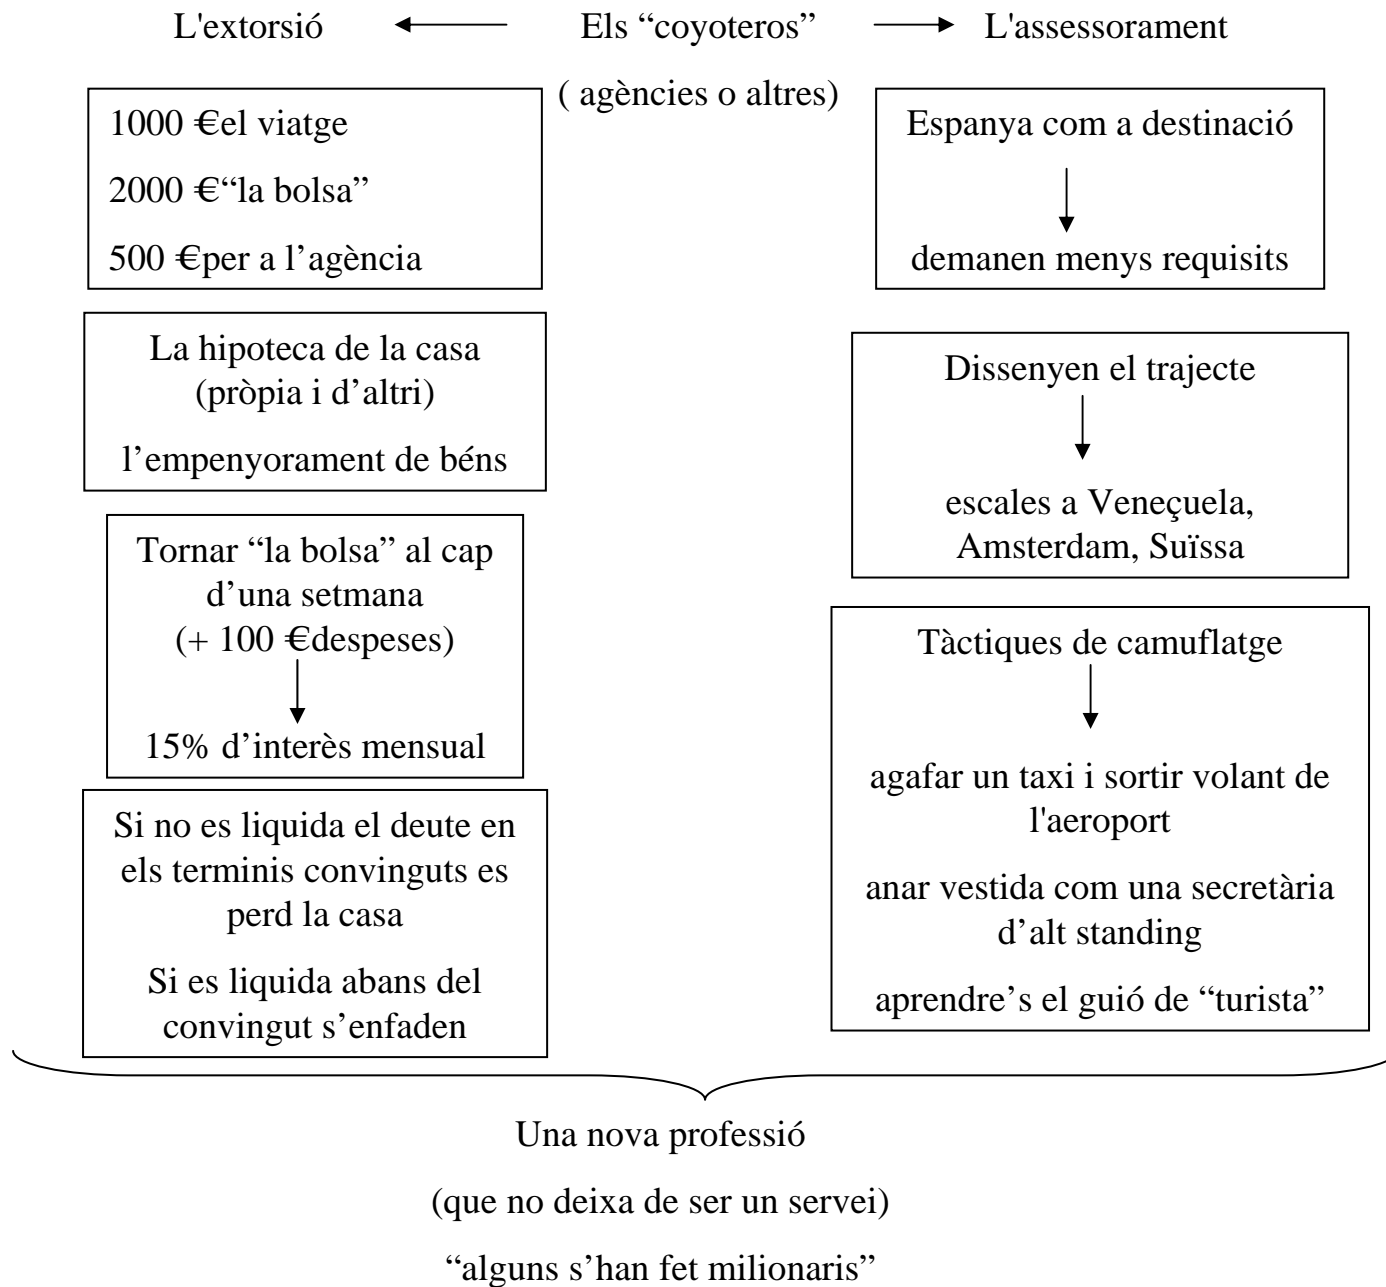 L'extorsió
Els “coyoteros”
L'assessorament
( agències o altres)
1000 €el viatge
2000 €“la bolsa”
500 €per a l’agència
La hipoteca de la casa
(pròpia i d’altri)
l’empenyorament de béns
Tornar “la bolsa” al cap
d’una setmana
(+ 100 €despeses)
15% d’interès mensual
Si no es liquida el deute en
els terminis convinguts es
perd la casa
Si es liquida abans del
convingut s’enfaden
Espanya com a destinació
demanen menys requisits
Dissenyen el trajecte
escales a Veneçuela,
Amsterdam, Suïssa
Tàctiques de camuflatge
agafar un taxi i sortir volant de
l'aeroport
anar vestida com una secretària
d’alt standing
aprendre’s el guió de “turista”
Una nova professió
(que no deixa de ser un servei)
“alguns s’han fet milionaris”